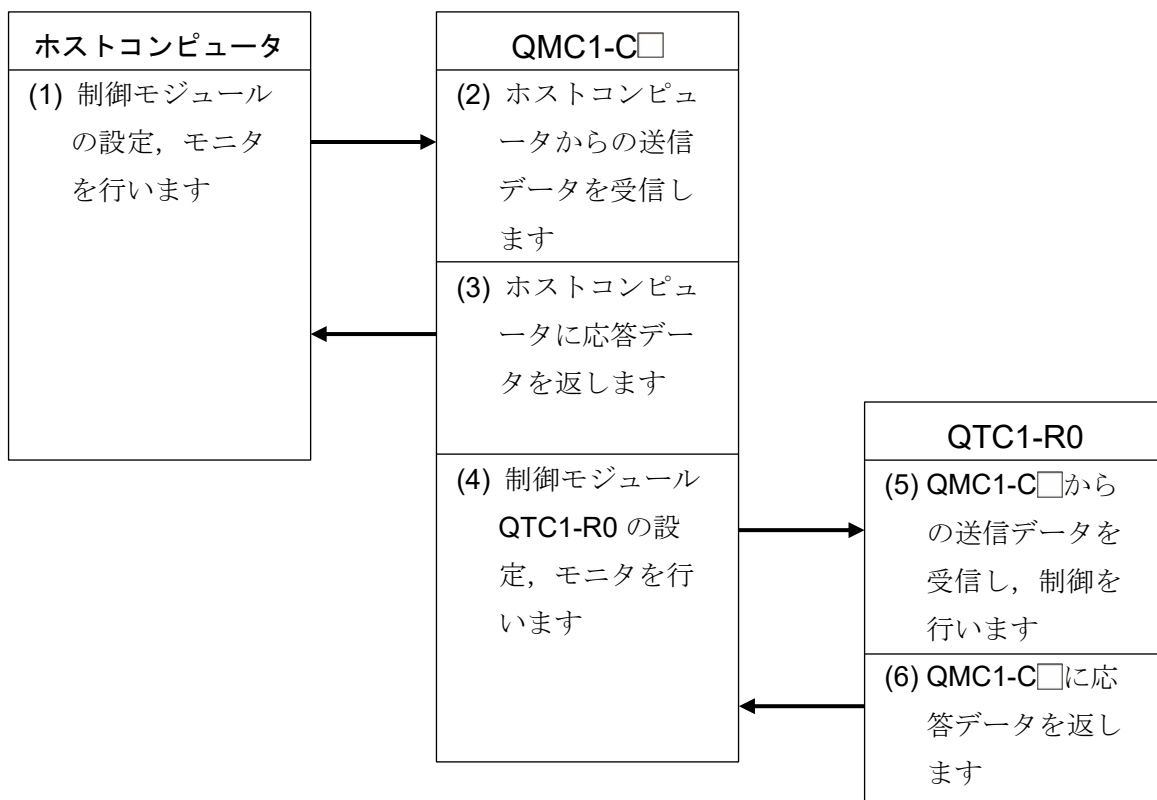 ホストコンピュータ
(1) 制御モジュール
の設定，モニタ
を行います
QMC1-C□
(2) ホストコンピュ
ータからの送信
データを受信し
ます
(3) ホストコンピュ
ータに応答デー
タを返します
(4) 制御モジュール
QTC1-R0 の設
定，モニタを行
います
QTC1-R0
(5) QMC1-C□から
の送信データを
受信し，制御を
行います
(6) QMC1-C□に応
答データを返し
ます